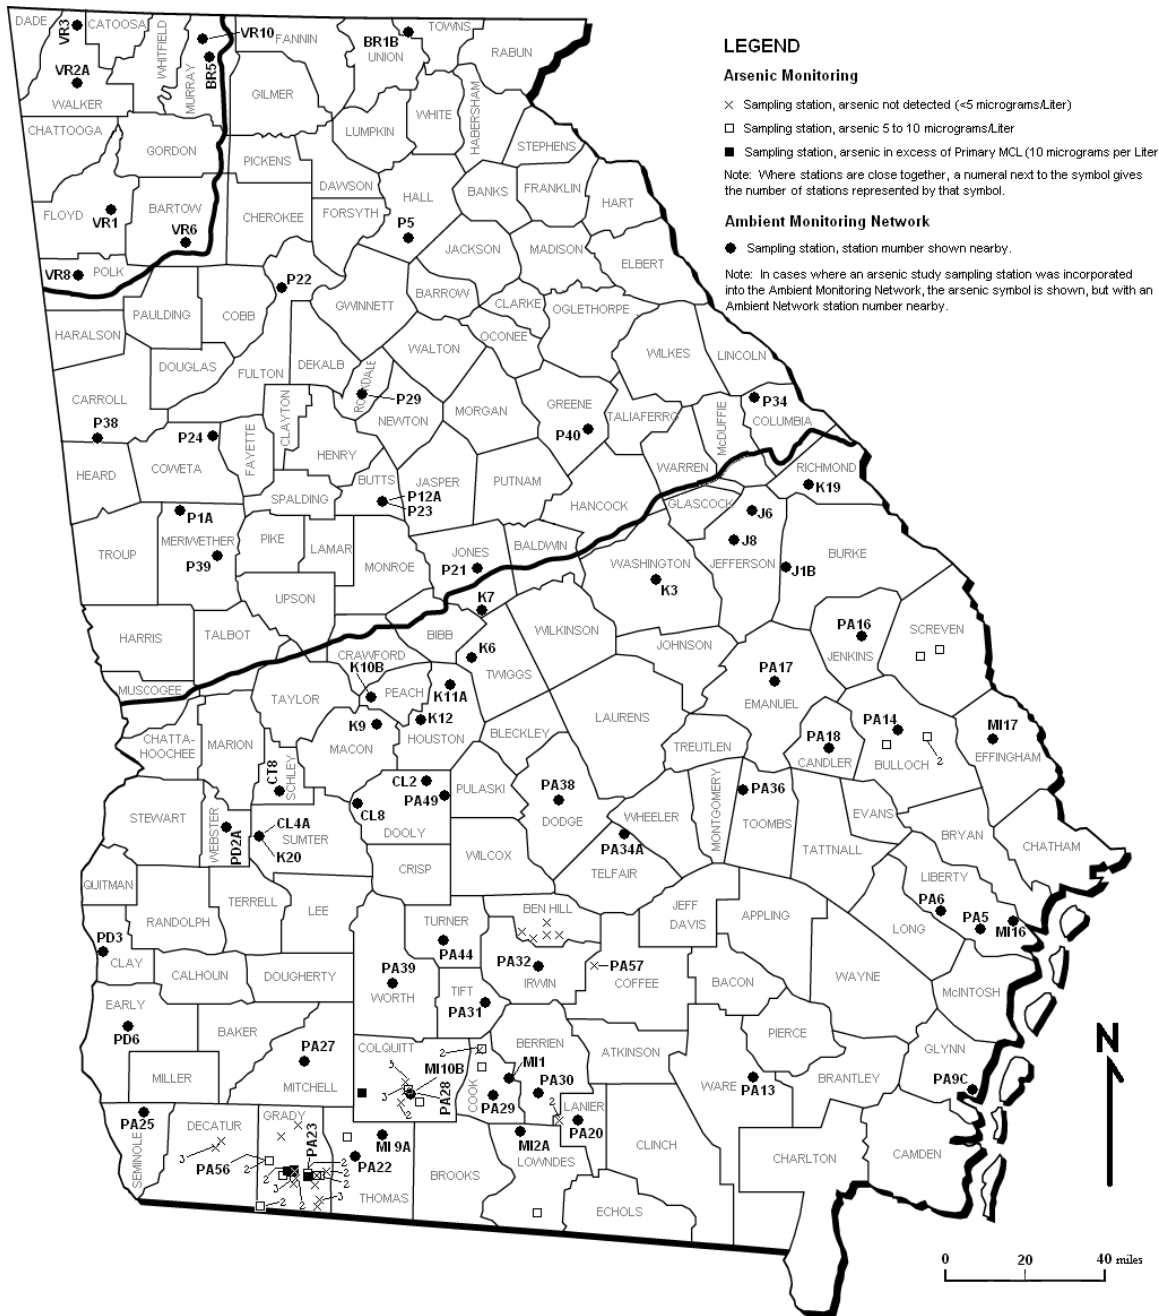 LEGEND
Arsenic Monitoring
Sampling station, arsenic not detected (<5 micrograms/Liter)
Sampling station, arsenic 5 to 10 micrograms/Liter
Sampling station, arsenic in excess of Primary MCL (10 micrograms per Liter
Note: Where stations are close together, a numeral next to the symbol gives
the number of stations represented by that symbol.
Ambient Monitoring Network
Sampling station, station number shown nearby.
Note: In cases where an arsenic study sampling station was incorporated
into the Ambient Monitoring Network, the arsenic symbol is shown, but with an
Ambient Network station number nearby.
DADE
VR3
CATOOSA
WHITFIELD
VR10
FANNIN
BR1B
TOWNS
UNION
RABUN
VR2A
MURRAY
BR5
WALKER
GILMER
CHATTOOGA
LUMPKIN
WHITE
HABERSHAM
STEPHENS
GORDON
PICKENS
DAWSON
BANKS
FRANKLIN
HALL
HART
FLOYD
VR1
BARTOW
CHEROKEE
FORSYTH
VR6
P5
JACKSON
MADISON
ELBERT
VR8
POLK
P22
GWINNETT
BARROW
CLARKE
OGLETHORPE
PAULDING
COBB
HARALSON
OCONEE
WALTON
WILKES
LINCOLN
DOUGLAS
FULTON
DEKALB
ROCKDALE
CARROLL
P29
MORGAN
GREENE
TALIAFERRO
McDUFFIE
P34
COLUMBIA
P38
P24
FAYETTE
CLAYTON
NEWTON
P40
HEARD
COWETA
HENRY
WARREN
RICHMOND
K19
BUTTS
JASPER
PUTNAM
SPALDING
P12A
P23
HANCOCK
GLASCOCK
J6
P1A
TROUP
MERIWETHER
P39
PIKE
LAMAR
MONROE
JONES
P21
BALDWIN
WASHINGTON
J8
JEFFERSON
BURKE
J1B
K3
UPSON
K7
HARRIS
TALBOT
BIBB
WILKINSON
PA16
SCREVEN
CRAWFORD
K10B
K6
TWIGGS
JOHNSON
JENKINS
MUSCOGEE
TAYLOR
PEACH
K11A
PA17
EMANUEL
K9
K12
LAURENS
CHATTA-
HOOCHEE
MARION
MACON
HOUSTON
BLECKLEY
TREUTLEN
PA18
CANDLER
PA14
2
BULLOCH
MI17
EFFINGHAM
CT8
SCHLEY
CL2
PA49
PULASKI
PA38
DODGE
MONTGOMERY
PA36
STEWART
WEBSTER
PD2A
CL4A
SUMTER
K20
CL8
DOOLY
WHEELER
TOOMBS
EVANS
BRYAN
PA34A
TATTNALL
CHATHAM
CRISP
WILCOX
TELFAIR
QUITMAN
LIBERTY
RANDOLPH
TERRELL
LEE
TURNER
BEN HILL
JEFF
DAVIS
APPLING
PA6
PA5
MI16
LONG
PD3
CLAY
PA44
CALHOUN
DOUGHERTY
PA39
WORTH
PA32
IRWIN
PA57
COFFEE
BACON
WAYNE
McINTOSH
EARLY
TIFT
PA31
PD6
BAKER
PA27
PIERCE
GLYNN
N
COLQUITT
2
BERRIEN
ATKINSON
MILLER
MITCHELL
5
MI10B
PA28
3
2
COOK
MI1
PA30
PA29
WARE
PA13
BRANTLEY
PA9C
PA25
SEMINOLE
DECATUR
GRADY
PA23
MI9A
2
LANIER
PA20
CLINCH
MI2A
LOWNDES
3
PA56
2
2
2
2
PA22
THOMAS
BROOKS
CHARLTON
CAMDEN
3
2
2
3
ECHOLS
0 20 40 miles